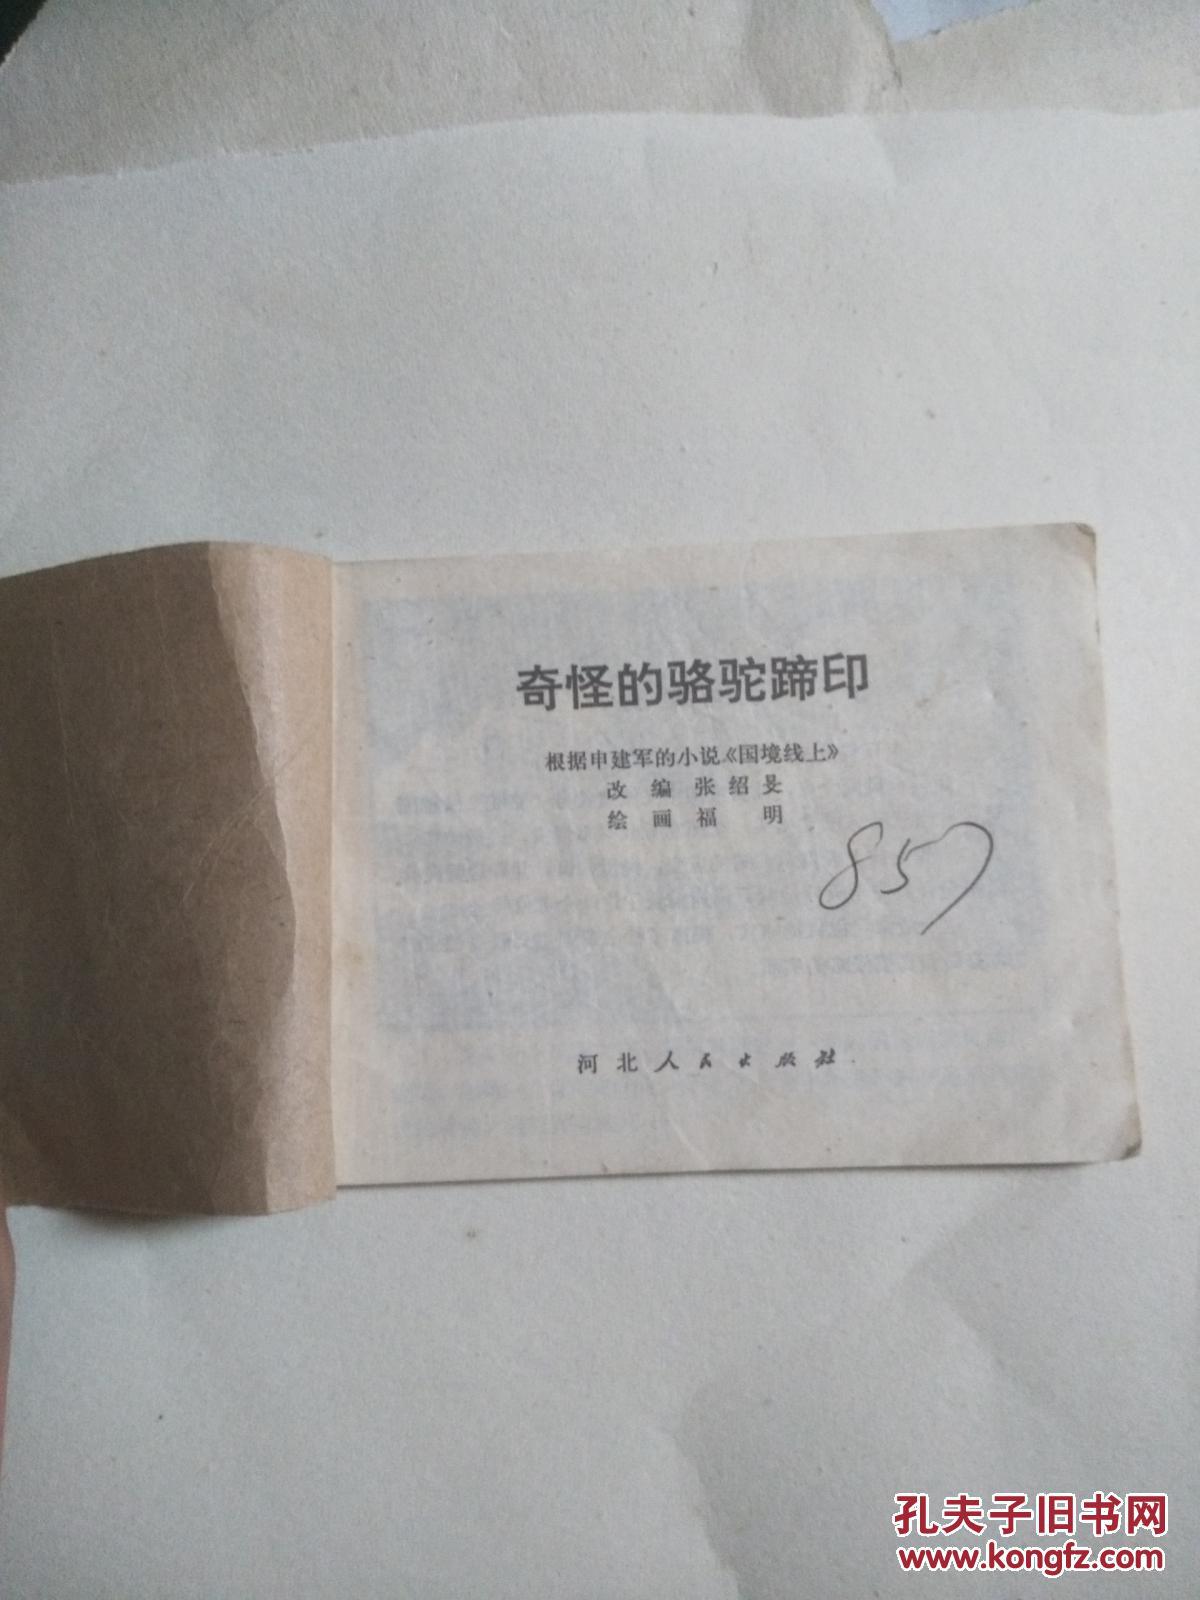 奇怪的骆驼蹄印
根据申建军的小说《国境线上》
改编 张绍旻
绘画 福明
857
河北人民出版社
孔夫子旧书网
www.kongfz.com